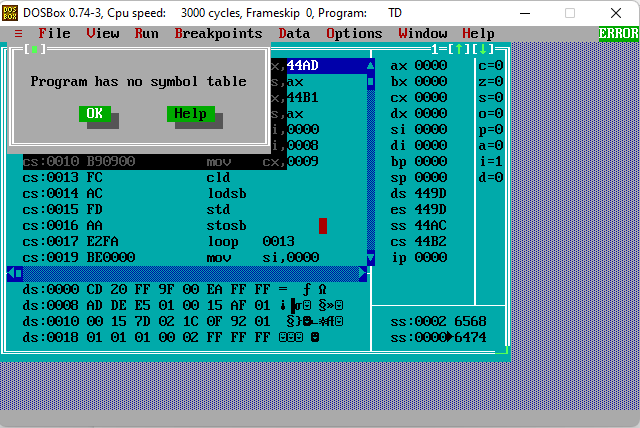 DOSBox 0.74-3, Cpu speed: 3000 cycles, Frameskip 0, Program: TD
≡ File View Run Breakpoints Data Options Window Help ERROR
[■] 1=[↑][↓]
x,44AD ax 0000 c=0
Program has no symbol table s,ax bx 0000 z=0
x,44B1 cx 0000 s=0
OK Help s,ax dx 0000 o=0
i,0000 si 0000 p=0
i,0008 di 0000 a=0
cs:0010 B90900 mov cx,0009 bp 0000 i=1
cs:0013 FC cld sp 0000 d=0
cs:0014 AC lodsb ds 449D
cs:0015 FD std es 449D
cs:0016 AA stosb ss 44AC
cs:0017 E2FA loop 0013 cs 44B2
cs:0019 BE0000 mov si,0000 ip 0000
ds:0000 CD 20 FF 9F 00 EA FF FF = ƒ Ω
ds:0008 AD DE E5 01 00 15 AF 01
ds:0010 00 15 7D 02 1C 0F 92 01 ss:0002 6568
ds:0018 01 01 01 00 02 FF FF FF ss:0000►6474